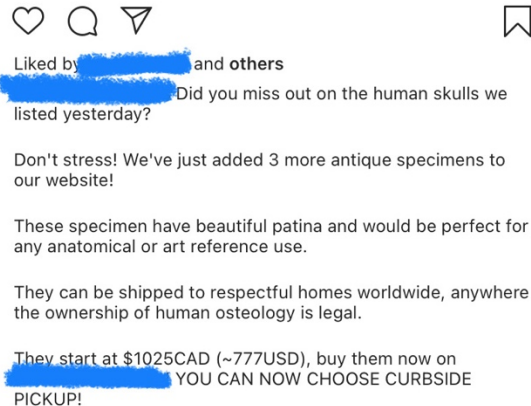 Liked by and others
Did you miss out on the human skulls we
listed yesterday?
Don't stress! We've just added 3 more antique specimens to
our website!
These specimen have beautiful patina and would be perfect for
any anatomical or art reference use.
They can be shipped to respectful homes worldwide, anywhere
the ownership of human osteology is legal.
They start at $1025CAD (~777USD), buy them now on
YOU CAN NOW CHOOSE CURBSIDE
PICKUP!